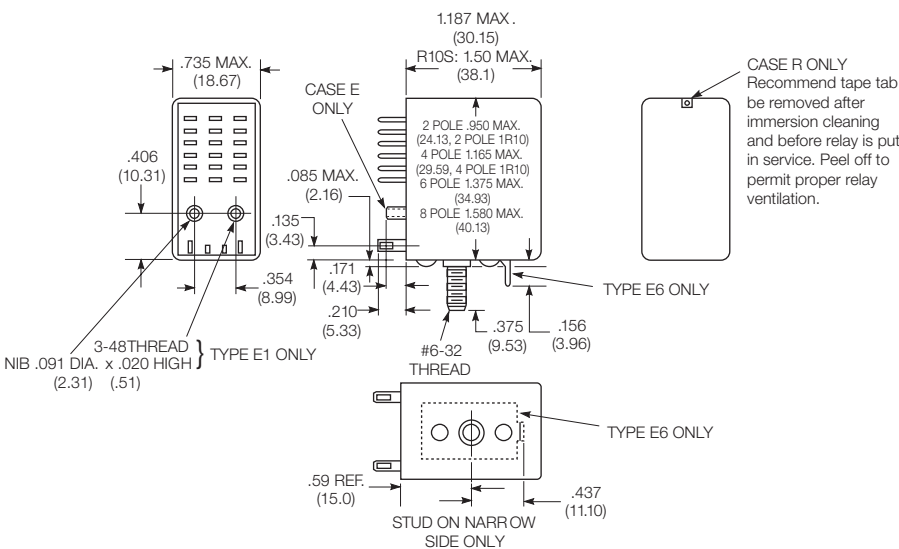 1.187 MAX.
(30.15)
R10S: 1.50 MAX.
(38.1)
.735 MAX.
(18.67)
CASE E
ONLY
2 POLE .950 MAX.
(24.13, 2 POLE 1R10)
4 POLE 1.165 MAX.
(29.59, 4 POLE 1R10)
6 POLE 1.375 MAX.
(34.93)
8 POLE 1.580 MAX.
(40.13)
CASE R ONLY
Recommend tape tab
be removed after
immersion cleaning
and before relay is put
in service. Peel off to
permit proper relay
ventilation.
.406
(10.31)
.085 MAX.
(2.16)
.135
(3.43)
.354
(8.99)
.171
(4.43)
.210
(5.33)
TYPE E6 ONLY
.375
(9.53)
.156
(3.96)
#6-32
THREAD
3-48THREAD
NIB .091 DIA. x .020 HIGH } TYPE E1 ONLY
(2.31) (.51)
TYPE E6 ONLY
.59 REF.
(15.0)
.437
(11.10)
STUD ON NARROW
SIDE ONLY